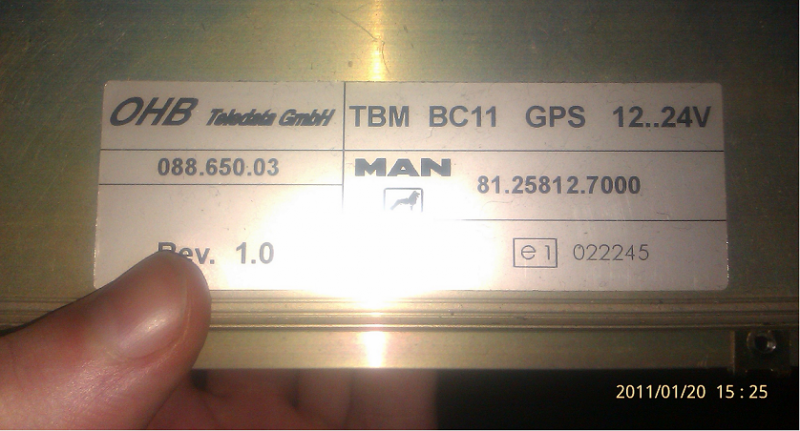 OHB Teledata GmbH
TBM BC11 GPS 12..24V
088.650.03
MAN
81.25812.7000
Rev. 1.0
e1 022245
2011/01/20 15:25